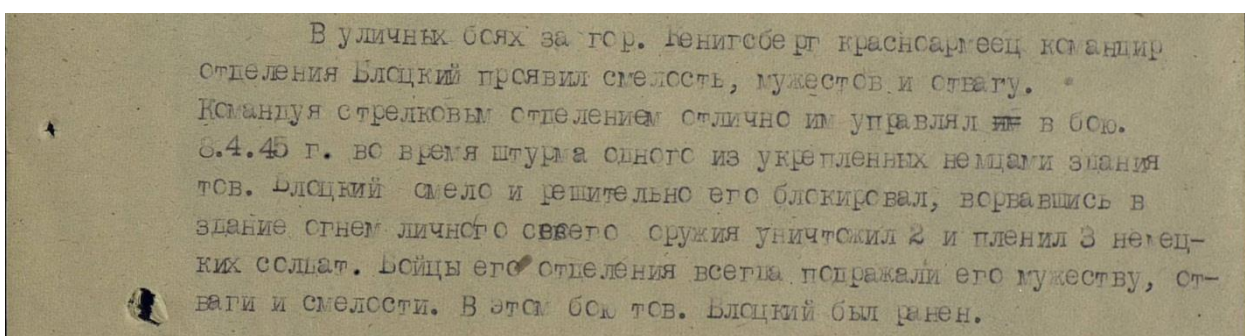 В уличных боях за гор. Кенигсберг красноармеец командир
отделения Блоцкий проявил смелость, мужестов и отвагу.
Командуя стрелковым отделением отлично им управлял в бою.
8.4.45 г. во время штурма одного из укрепленных немцами здания
тов. Блоцкий смело и решительно его блокировал, ворвавшись в
здание огнем личного своего оружия уничтожил 2 и пленил 3 немец-
ких солдат. Бойцы его отделения всегда подражали его мужеству, от-
ваги и смелости. В этом бою тов. Блоцкий был ранен.